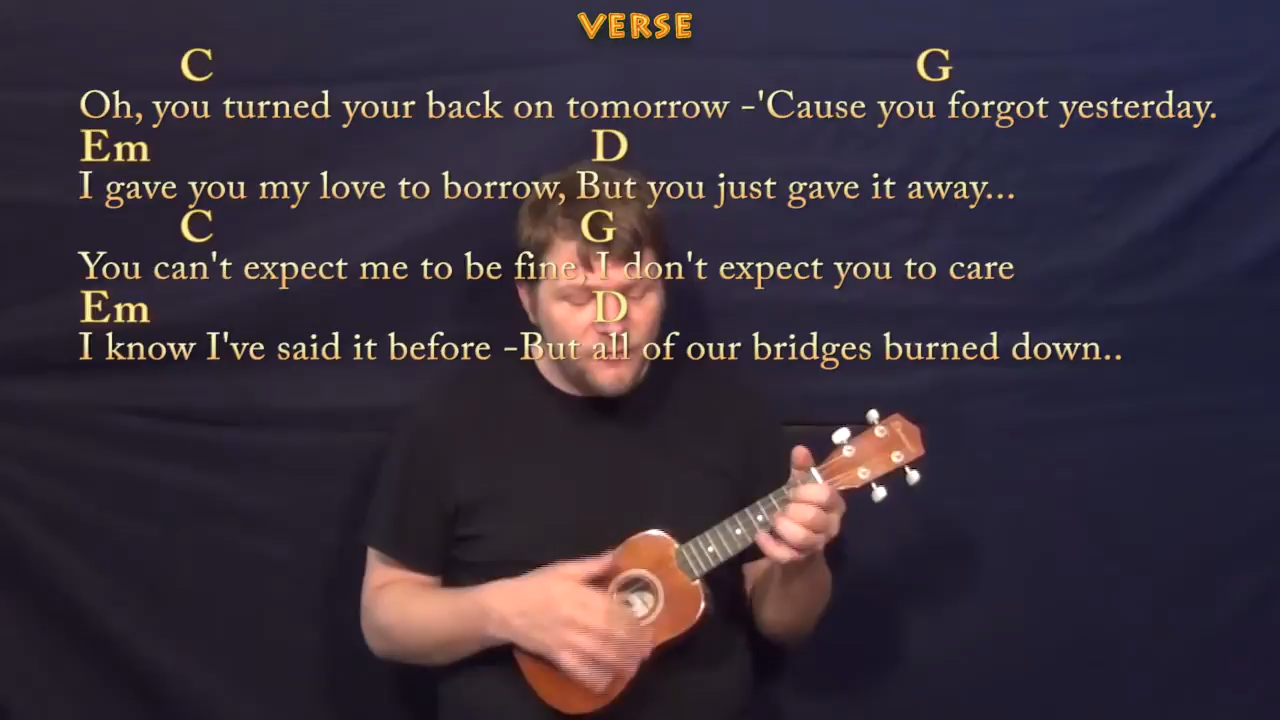 VERSE
C G
Oh, you turned your back on tomorrow -'Cause you forgot yesterday.
Em D
I gave you my love to borrow, But you just gave it away...
C G
You can't expect me to be fine, I don't expect you to care
Em D
I know I've said it before -But all of our bridges burned down..